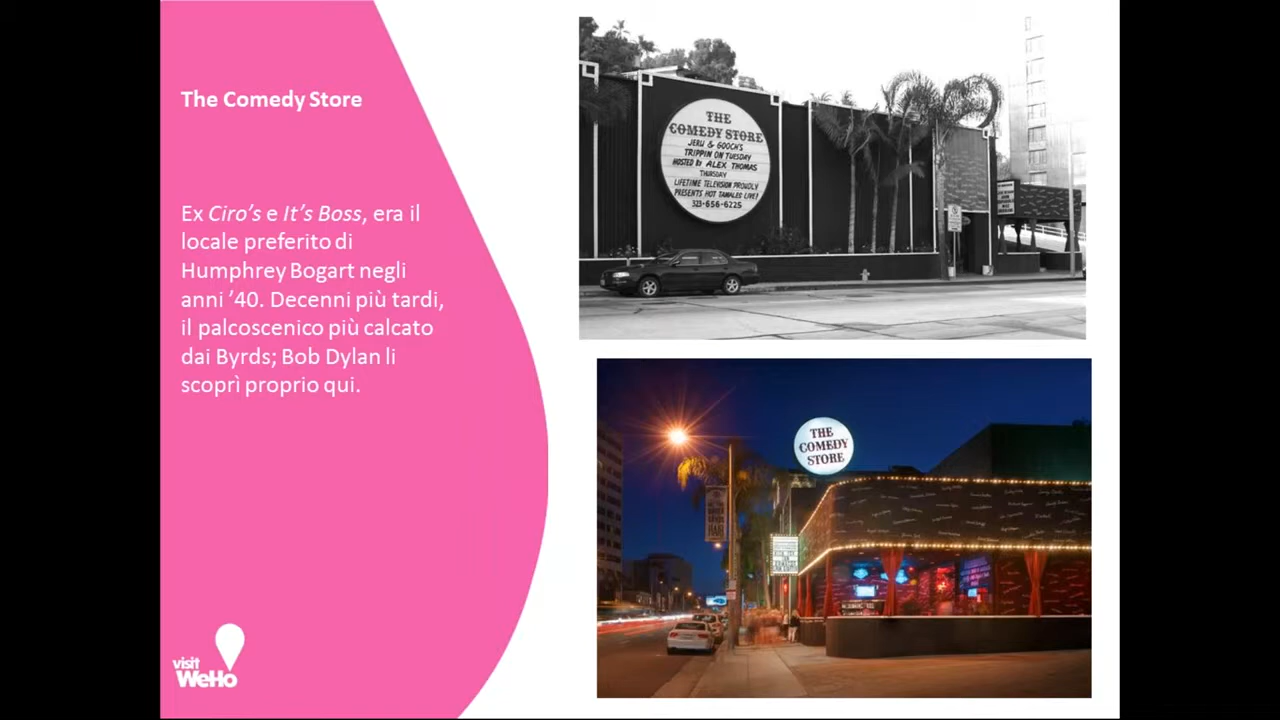 The Comedy Store
Ex Ciro’s e It’s Boss, era il
locale preferito di
Humphrey Bogart negli
anni ’40. Decenni più tardi,
il palcoscenico più calcato
dai Byrds; Bob Dylan li
scoprì proprio qui.
visit
WeHo
THE
COMEDY STORE
JERU & GOOCH'S
TRIPPIN ON TUESDAY
HOSTED BY ALEX THOMAS
THURSDAY
LIFETIME TELEVISION PROUDLY
PRESENTS HOT TAMALES LIVE!
323-656-6225
THE
COMEDY
STORE